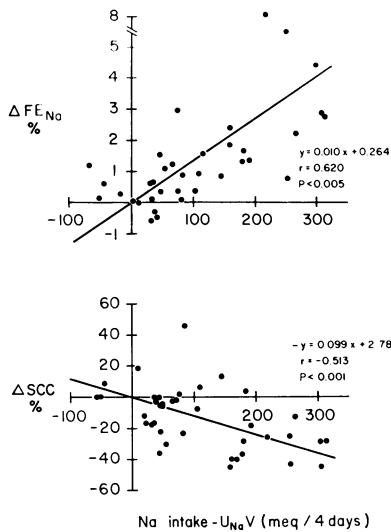 8
5
4
ΔFE Na
%
3
2
1
-1
-100 0 100 200 300
y= 0.010 x + 0.264
r = 0.620
P< 0.005
60
20
ΔSCC
%
-20
-40
-60
-100 0 100 200 300
-y = 0.099 x + 2.78
r = -0.513
P < 0.001
Na intake - UNaV (meq / 4 days)